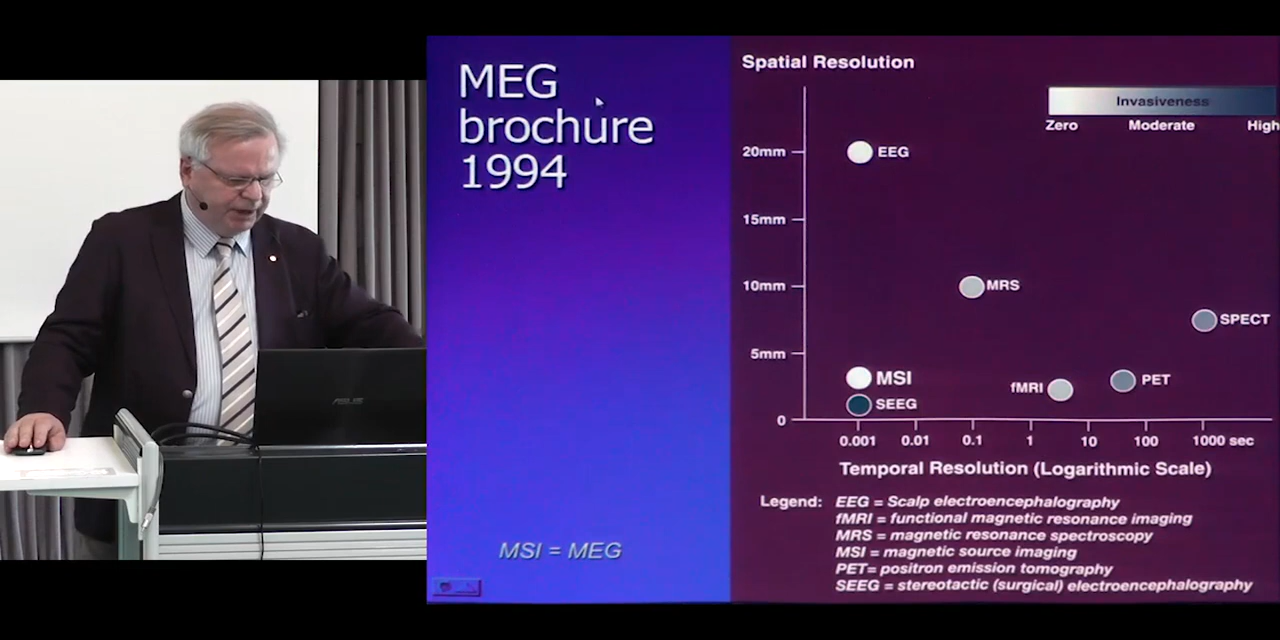 MEG
brochure
1994
MSI = MEG
Spatial Resolution
Invasiveness
Zero Moderate High
20mm
15mm
10mm
5mm
0
EEG
MRS
SPECT
MSI
fMRI
PET
SEEG
0.001 0.01 0.1 1 10 100 1000 sec
Temporal Resolution (Logarithmic Scale)
Legend: EEG = Scalp electroencephalography
fMRI = functional magnetic resonance imaging
MRS = magnetic resonance spectroscopy
MSI = magnetic source imaging
PET= positron emission tomography
SEEG = stereotactic (surgical) electroencephalography
ASUS